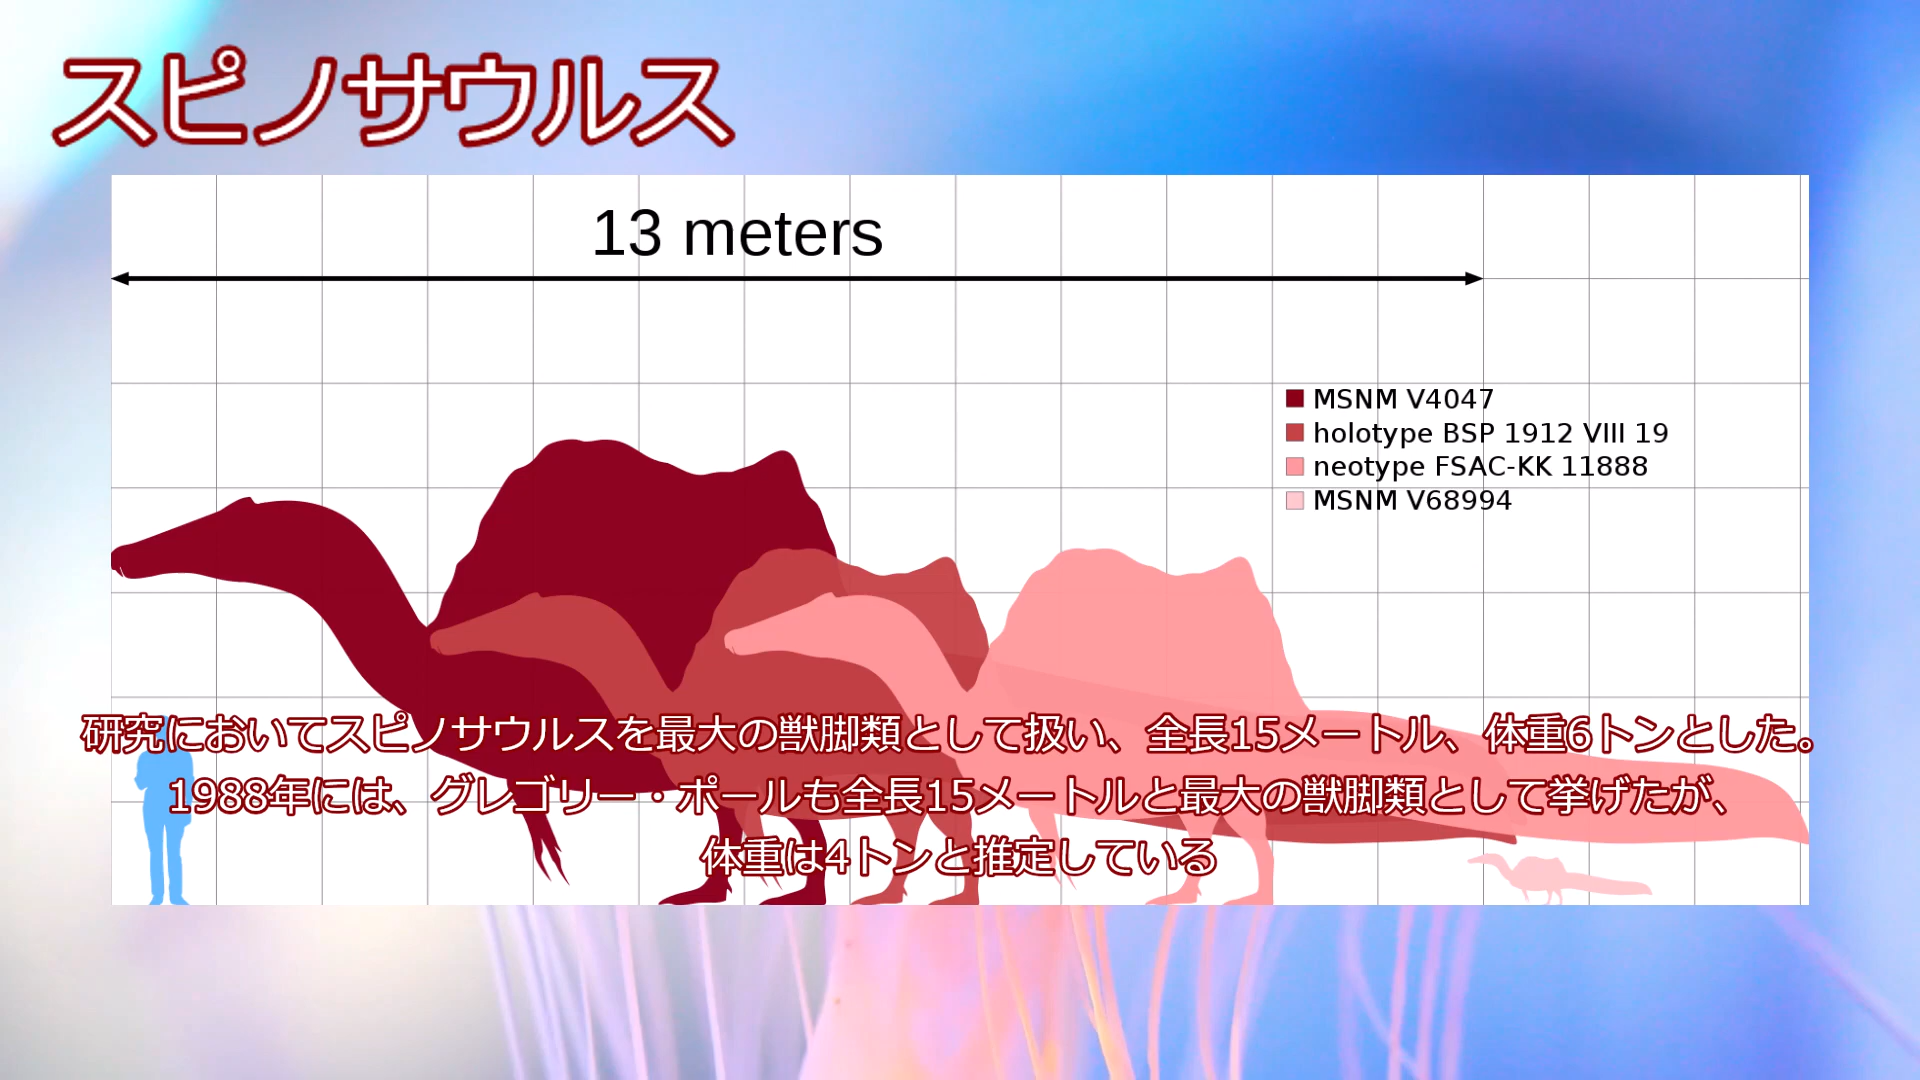 スピノサウルス
13 meters
MSNM V4047
holotype BSP 1912 VIII 19
neotype FSAC-KK 11888
MSNM V68994
研究においてスピノサウルスを最大の獣脚類として扱い、全長15メートル、体重6トンとした。
1988年には、グレゴリー・ポールも全長15メートルと最大の獣脚類として挙げたが、
体重は4トンと推定している